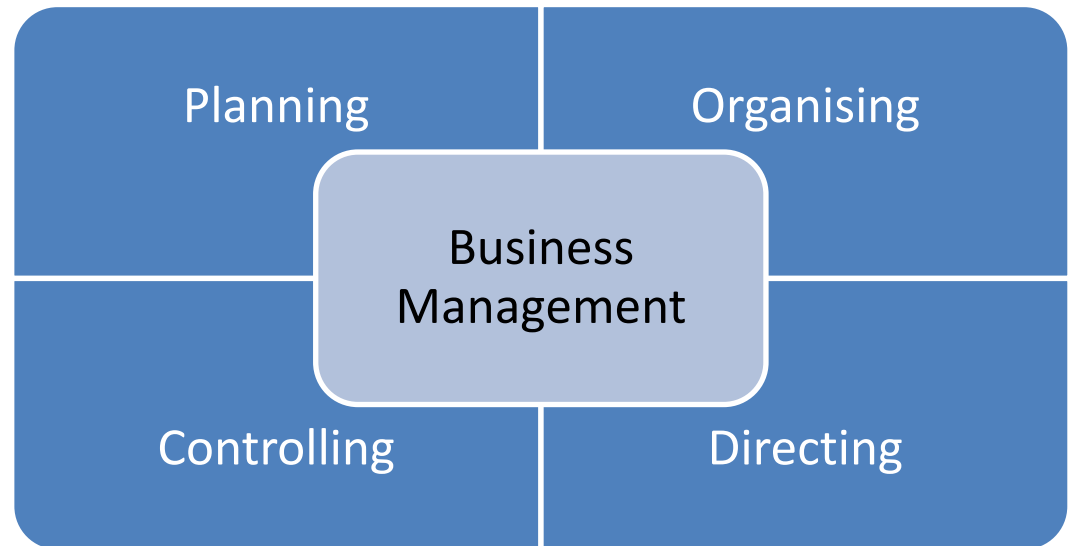 Planning
Organising
Business
Management
Controlling
Directing